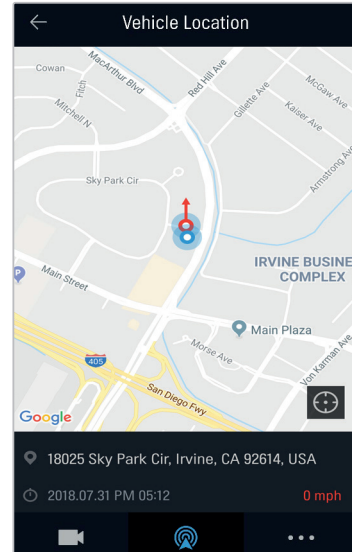 Vehicle Location
Cowan
MacArthur Blvd
Fitch
Mitchell N
Red Hill Ave
Gillette Ave
McGaw Ave
Kaiser Ave
Armstrong Ave
Sky Park Cir
IRVINE BUSINE
COMPLEX
P
Main Street
Main Plaza
Morse Ave
Von Karman Ave
405
San Diego Fwy
Google
18025 Sky Park Cir, Irvine, CA 92614, USA
2018.07.31 PM 05:12
0 mph